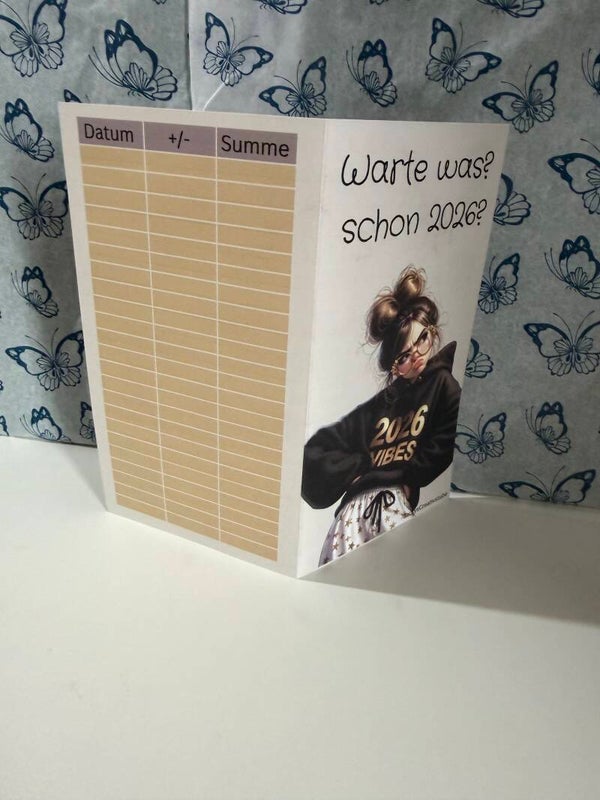 Datum +/- Summe
Warte was?
schon 2026?
2026
VIBES